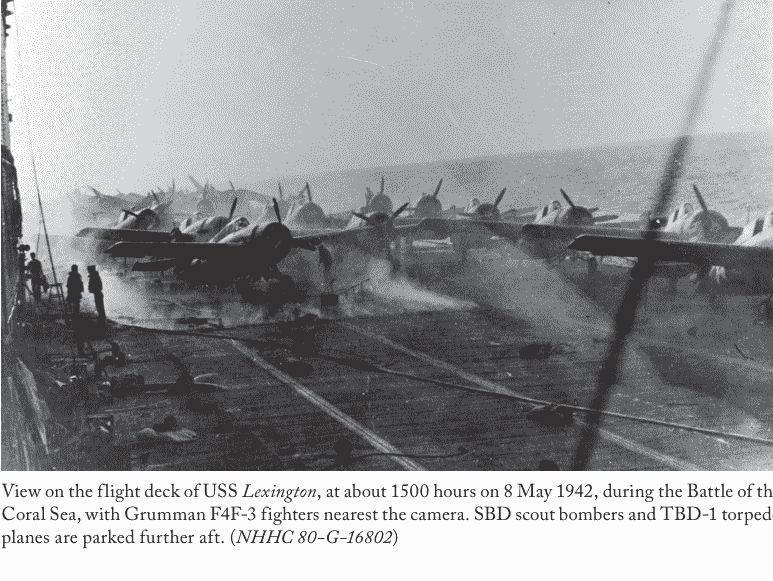 View on the flight deck of USS Lexington, at about 1500 hours on 8 May 1942, during the Battle of th
Coral Sea, with Grumman F4F-3 fighters nearest the camera. SBD scout bombers and TBD-1 torped
planes are parked further aft. (NHHC 80-G-16802)